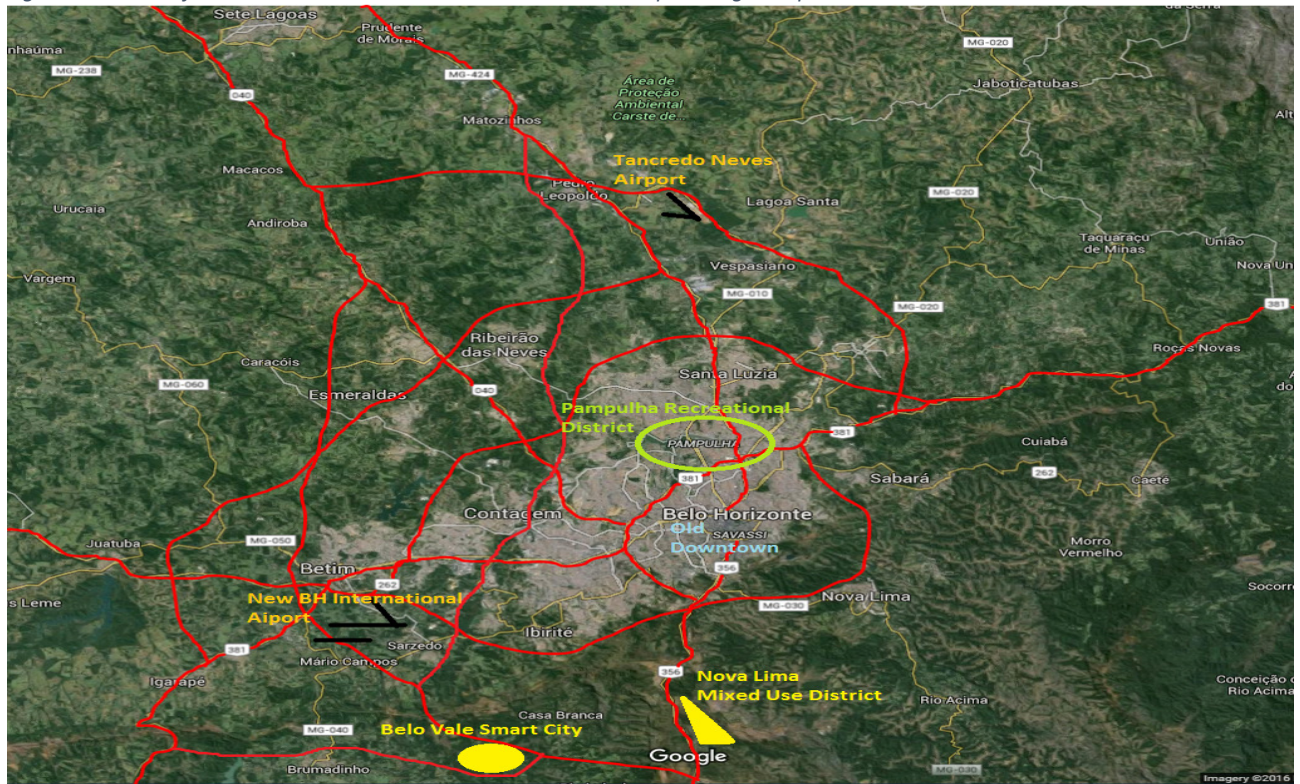 Sete Lagoas
da Serra
Prudente
de Morais
MG-020
nhaúma
MG-238
MG-424
Jaboticatubas
040
Área de
Proteção
Ambiental
Carste de...
Matozinhos
Alt
Macacos
Tancredo Neves
Airport
Pedro
Leopoldo
MG-020
Urucaia
Lagoa Santa
Andiroba
Taquaraçu
de Minas
União
Vespasiano
Nova Un
Vargem
MG-010
MG-020
381
Ribeirão
das Neves
Roças Novas
Caracóis
MG-060
Santa Luzia
Esmeraldas
040
Pampulha Recreational
District
381
PAMPULHA
Cuiabá
381
Sabará
262
Caeté
Contagem
Belo Horizonte
Old
Downtown
SAVASSI
Juatuba
MG-050
Morro
Vermelho
Betim
356
262
Socorro
s Leme
New BH International
Aiport
MG-030
Nova Lima
Ibirité
Sarzedo
381
Mário Campos
Igarapé
356
Nova Lima
Mixed Use District
Conceição d
Rio Acima
Rio Acima
Casa Branca
MG-040
Belo Vale Smart City
Google
Brumadinho
MG-030
Imagery ©2016